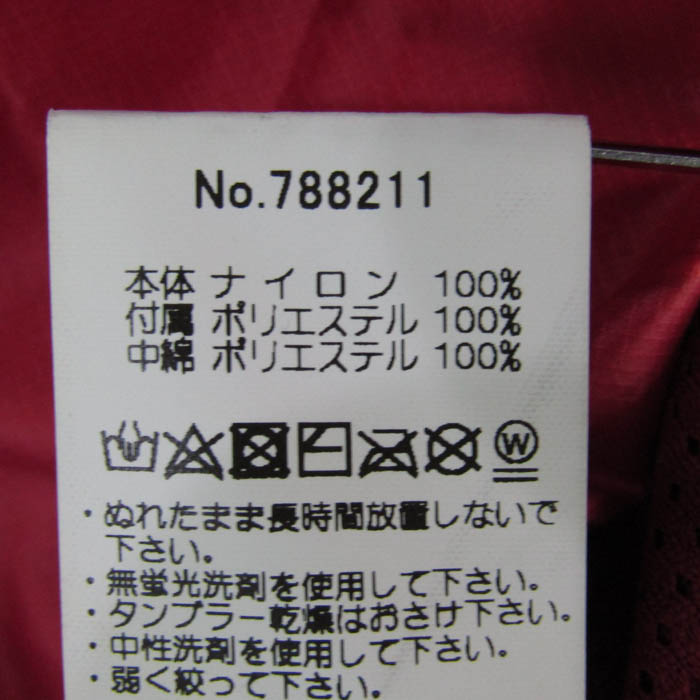 No.788211
本体 ナイロン 100%
付属 ポリエステル 100%
中綿 ポリエステル 100%
W
・ぬれたまま長時間放置しないで
下さい。
・無蛍光洗剤を使用して下さい。
・タンブラー乾燥はおさけ下さい。
・中性洗剤を使用して下さい。
・弱く絞って下さい。